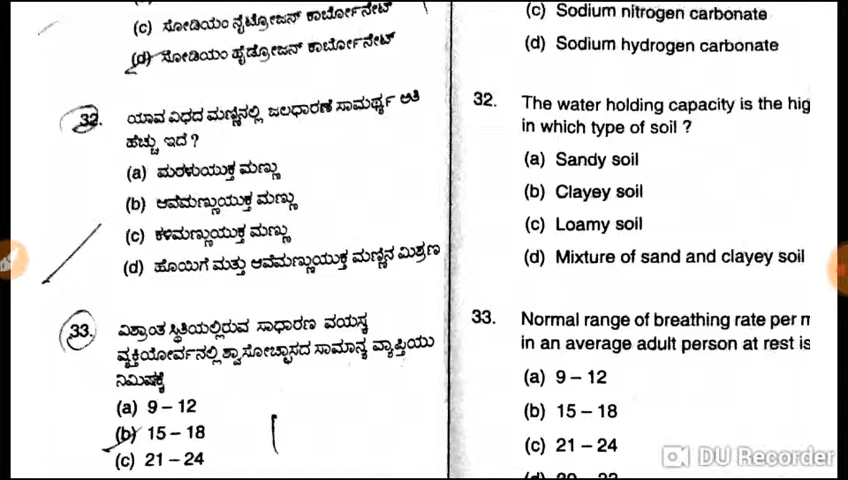 (c) ಸೋಡಿಯಂ ನೈಟ್ರೋಜನ್ ಕಾರ್ಬೋನೇಟ್
(d) ಸೋಡಿಯಂ ಹೈಡ್ರೋಜನ್ ಕಾರ್ಬೋನೇಟ್
32. ಯಾವ ವಿಧದ ಮಣ್ಣಿನಲ್ಲಿ ಜಲಧಾರಣೆ ಸಾಮರ್ಥ್ಯ ಅತಿ
ಹೆಚ್ಚು ಇದೆ ?
(a) ಮರಳುಯುಕ್ತ ಮಣ್ಣು
(b) ಆವೆಮಣ್ಣುಯುಕ್ತ ಮಣ್ಣು
(c) ಕಳಿಮಣ್ಣುಯುಕ್ತ ಮಣ್ಣು
(d) ಹೊಯಿಗೆ ಮತ್ತು ಆವೆಮಣ್ಣುಯುಕ್ತ ಮಣ್ಣಿನ ಮಿಶ್ರಣ
33. ವಿಶ್ರಾಂತ ಸ್ಥಿತಿಯಲ್ಲಿರುವ ಸಾಧಾರಣ ವಯಸ್ಕ
ವ್ಯಕ್ತಿಯೋರ್ವನಲ್ಲಿ ಶ್ವಾಸೋಚ್ಛಾಸದ ಸಾಮಾನ್ಯ ವ್ಯಾಪ್ತಿಯು
ನಿಮಿಷಕ್ಕೆ
(a) 9 – 12
(b) 15 – 18
(c) 21 – 24
(c) Sodium nitrogen carbonate
(d) Sodium hydrogen carbonate
32. The water holding capacity is the hig
in which type of soil ?
(a) Sandy soil
(b) Clayey soil
(c) Loamy soil
(d) Mixture of sand and clayey soil
33. Normal range of breathing rate per m
in an average adult person at rest is
(a) 9 – 12
(b) 15 – 18
(c) 21 – 24
DU Recorder